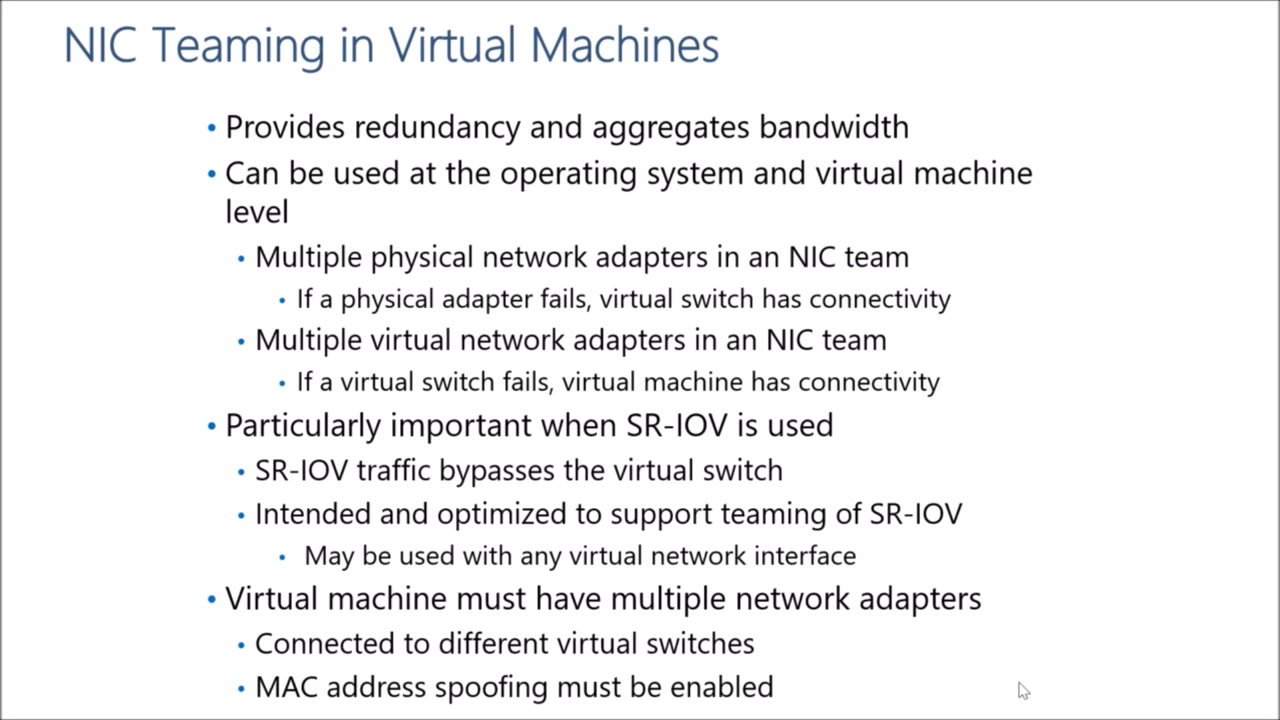 NIC Teaming in Virtual Machines
• Provides redundancy and aggregates bandwidth
• Can be used at the operating system and virtual machine
level
• Multiple physical network adapters in an NIC team
• If a physical adapter fails, virtual switch has connectivity
• Multiple virtual network adapters in an NIC team
• If a virtual switch fails, virtual machine has connectivity
• Particularly important when SR-IOV is used
• SR-IOV traffic bypasses the virtual switch
• Intended and optimized to support teaming of SR-IOV
• May be used with any virtual network interface
• Virtual machine must have multiple network adapters
• Connected to different virtual switches
• MAC address spoofing must be enabled